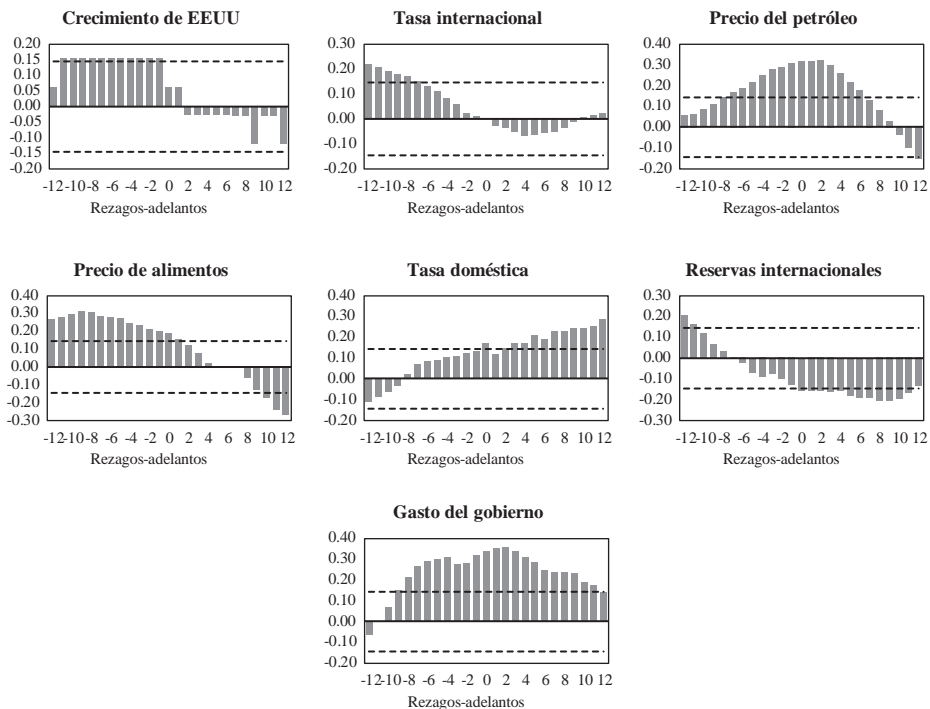 Crecimiento de EEUU
0.20
0.15
0.10
0.05
0.00
-0.05
-0.10
-0.15
-0.20
-12-10-8 -6 -4 -2 0 2 4 6 8 10 12
Rezagos-adelantos
Tasa internacional
0.30
0.20
0.10
0.00
-0.10
-0.20
-12-10-8 -6 -4 -2 0 2 4 6 8 10 12
Rezagos-adelantos
Precio del petróleo
0.40
0.30
0.20
0.10
0.00
-0.10
-0.20
-12-10-8 -6 -4 -2 0 2 4 6 8 10 12
Rezagos-adelantos
Precio de alimentos
0.40
0.30
0.20
0.10
0.00
-0.10
-0.20
-0.30
-12-10-8 -6 -4 -2 0 2 4 6 8 10 12
Rezagos-adelantos
Tasa doméstica
0.40
0.30
0.20
0.10
0.00
-0.10
-0.20
-12-10-8 -6 -4 -2 0 2 4 6 8 10 12
Rezagos-adelantos
Reservas internacionales
0.30
0.20
0.10
0.00
-0.10
-0.20
-0.30
-12-10-8 -6 -4 -2 0 2 4 6 8 10 12
Rezagos-adelantos
Gasto del gobierno
0.40
0.30
0.20
0.10
0.00
-0.10
-0.20
-12-10-8 -6 -4 -2 0 2 4 6 8 10 12
Rezagos-adelantos